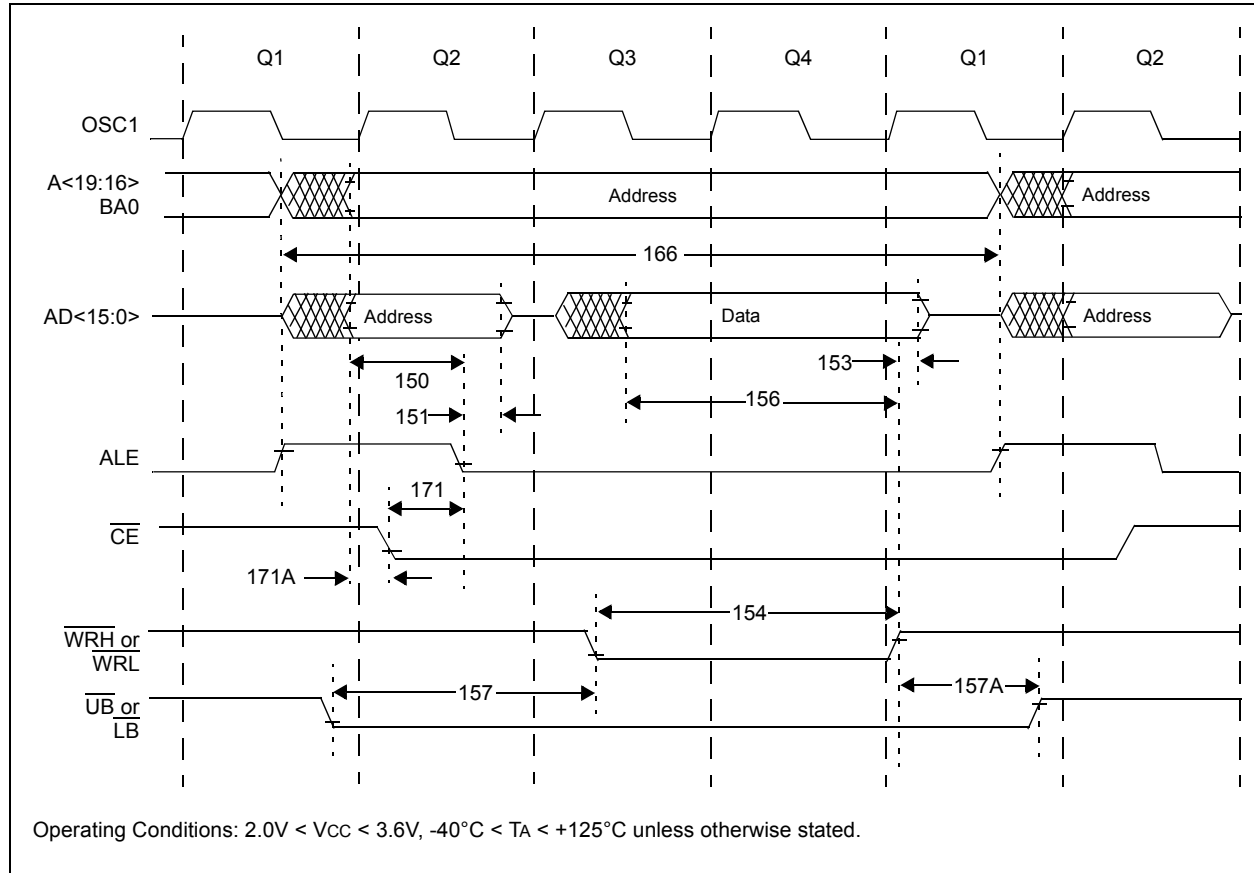 Q1 Q2 Q3 Q4 Q1 Q2
OSC1
A<19:16>
BA0
Address
Address
166
AD<15:0>
Address
Data
Address
153
150
156
151
ALE
171
CE
171A
154
WRH or
WRL
157
157A
UB or
LB
Operating Conditions: 2.0V < VCC < 3.6V, -40°C < TA < +125°C unless otherwise stated.